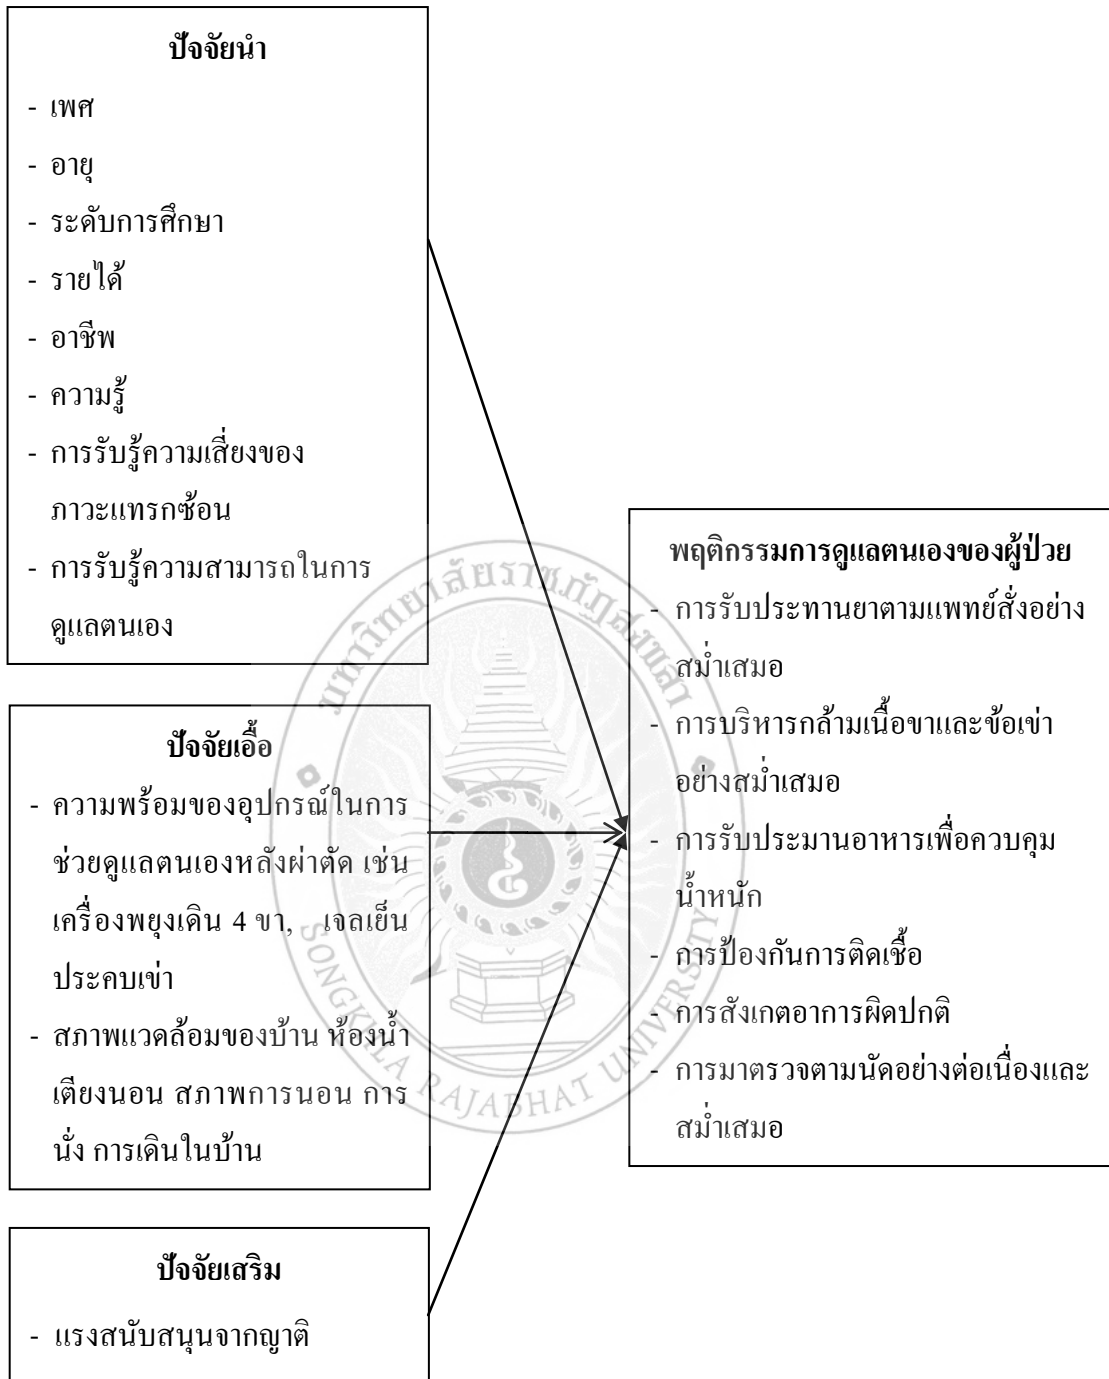 ปัจจัยนำ
- เพศ
- อายุ
- ระดับการศึกษา
- รายได้
- อาชีพ
- ความรู้
- การรับรู้ความเสี่ยงของ
ภาวะแทรกซ้อน
- การรับรู้ความสามารถในการ
ดูแลตนเอง
ปัจจัยเอื้อ
- ความพร้อมของอุปกรณ์ในการ
ช่วยดูแลตนเองหลังผ่าตัด เช่น
เครื่องพยุงเดิน 4 ขา, เจลเย็น
ประคบเข่า
- สภาพแวดล้อมของบ้าน ห้องน้ำ
เตียงนอน สภาพการนอน การ
นั่ง การเดินในบ้าน
ปัจจัยเสริม
- แรงสนับสนุนจากญาติ
พฤติกรรมการดูแลตนเองของผู้ป่วย
- การรับประทานยาตามแพทย์สั่งอย่าง
สม่ำเสมอ
- การบริหารกล้ามเนื้อขาและข้อเข่า
อย่างสม่ำเสมอ
- การรับประมานอาหารเพื่อควบคุม
น้ำหนัก
- การป้องกันการติดเชื้อ
- การสังเกตอาการผิดปกติ
- การมาตรวจตามนัดอย่างต่อเนื่องและ
สม่ำเสมอ
มหาวิทยาลัยราชภัฏสงขลา
SONGKHLA RAJABHAT UNIVERSITY